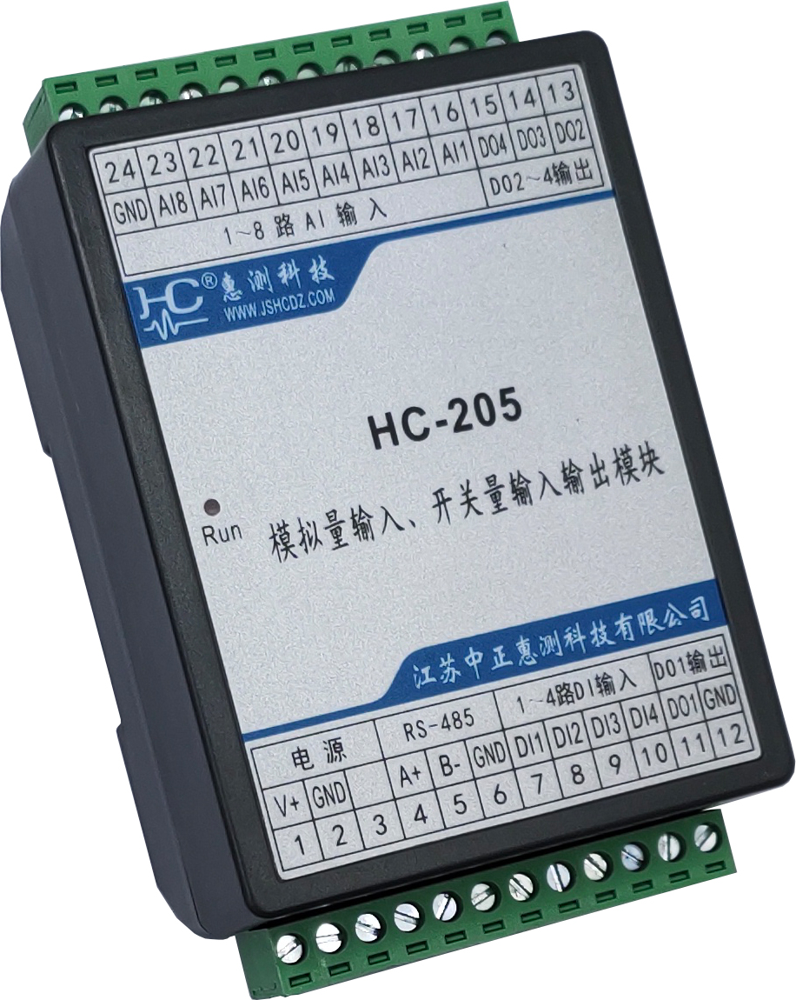 24 23 22 21 20 19 18 17 16 15 14 13
GND AI8 AI7 AI6 AI5 AI4 AI3 AI2 AI1 DO4 DO3 DO2
1~8 路 AI 输 入 DO2~4输出
HC® 惠测科技
WWW.JSHCDZ.COM
HC-205
Run
模拟量输入、开关量输入输出模块
江苏中正惠测科技有限公司
电 源 RS-485 1~4路DI输入 DO1输出
V+ GND A+ B- GND DI1 DI2 DI3 DI4 DO1 GND
1 2 3 4 5 6 7 8 9 10 11 12